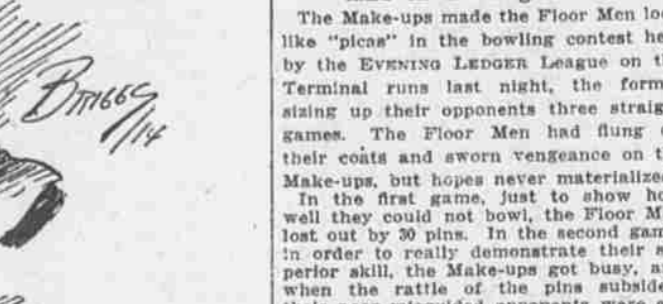 BRIGGS
/14
The Make-ups made the Floor Men loo
like "picas" in the bowling contest he
by the EVENING LEDGER League on th
Terminal runs last night, the form
sizing up their opponents three straig
games. The Floor Men had flung o
their coats and sworn vengeance on t
Make-ups, but hopes never materialized
In the first game, just to show ho
well they could not bowl, the Floor M
lost out by 30 pins. In the second gam
in order to really demonstrate their s
perior skill, the Make-ups got busy, a
when the rattle of the pins subside